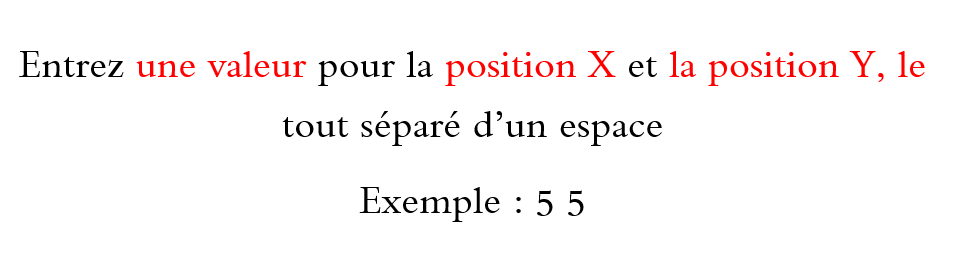 Entrez une valeur pour la position X et la position Y, le
tout séparé d’un espace
Exemple : 5 5